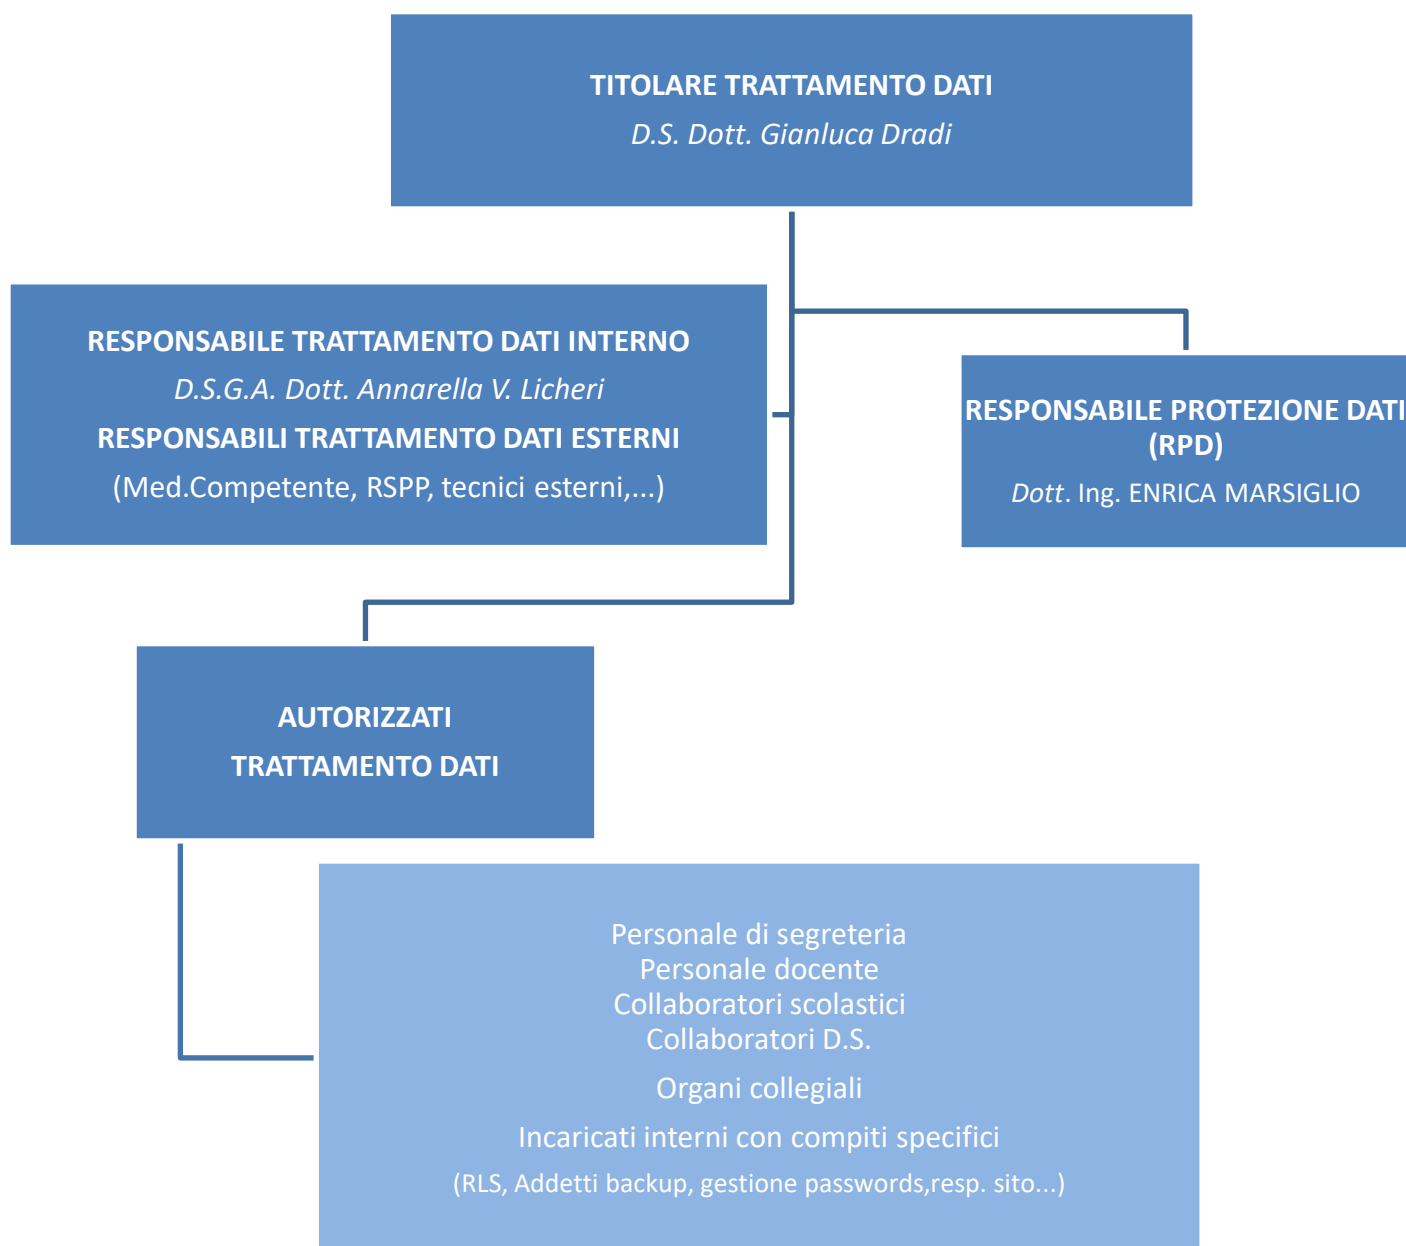 TITOLARE TRATTAMENTO DATI
D.S. Dott. Gianluca Dradi
RESPONSABILE TRATTAMENTO DATI INTERNO
D.S.G.A. Dott. Annarella V. Licheri
RESPONSABILI TRATTAMENTO DATI ESTERNI
(Med.Competente, RSPP, tecnici esterni,...)
RESPONSABILE PROTEZIONE DATI
(RPD)
Dott. Ing. ENRICA MARSIGLIO
AUTORIZZATI
TRATTAMENTO DATI
Personale di segreteria
Personale docente
Collaboratori scolastici
Collaboratori D.S.
Organi collegiali
Incaricati interni con compiti specifici
(RLS, Addetti backup, gestione passwords,resp. sito...)